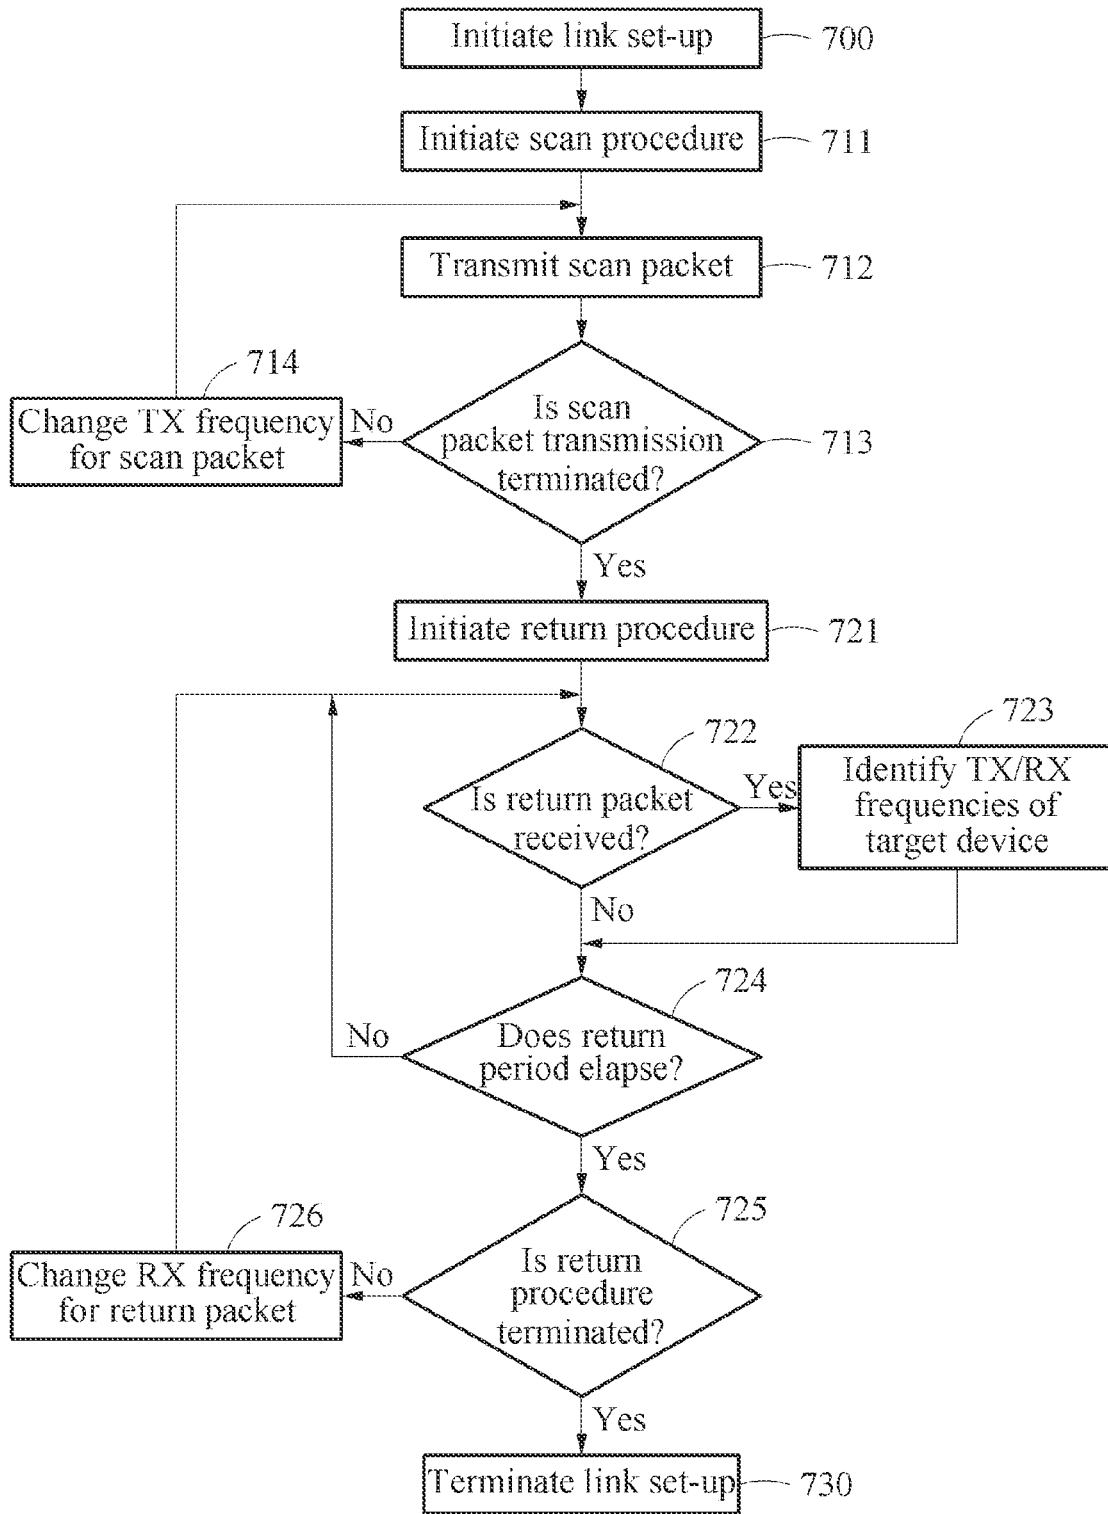 Initiate link set-up
700
Initiate scan procedure
711
Transmit scan packet
712
714
Change TX frequency
for scan packet
No
Is scan
packet transmission
terminated?
713
Yes
Initiate return procedure
721
722
723
Is return packet
received?
Yes
Identify TX/RX
frequencies of
target device
No
724
No
Does return
period elapse?
Yes
726
725
Change RX frequency
for return packet
No
Is return
procedure
terminated?
Yes
Terminate link set-up
730